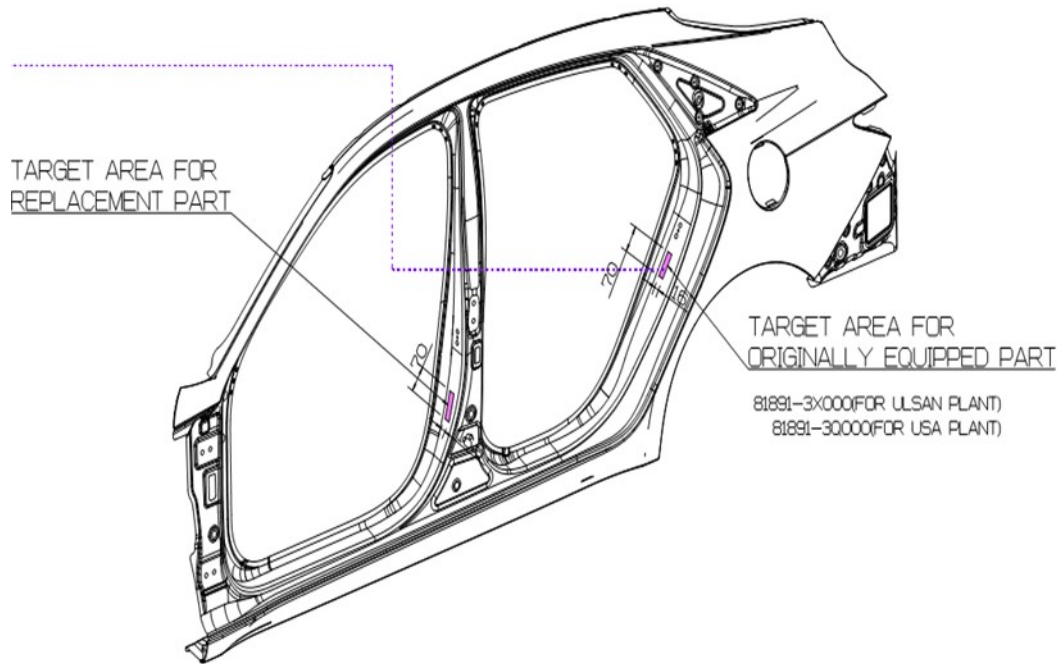 TARGET AREA FOR
REPLACEMENT PART
70
16
70
TARGET AREA FOR
ORIGINALLY EQUIPPED PART
81891-3X000(FOR ULSAN PLANT)
81891-3Q000(FOR USA PLANT)